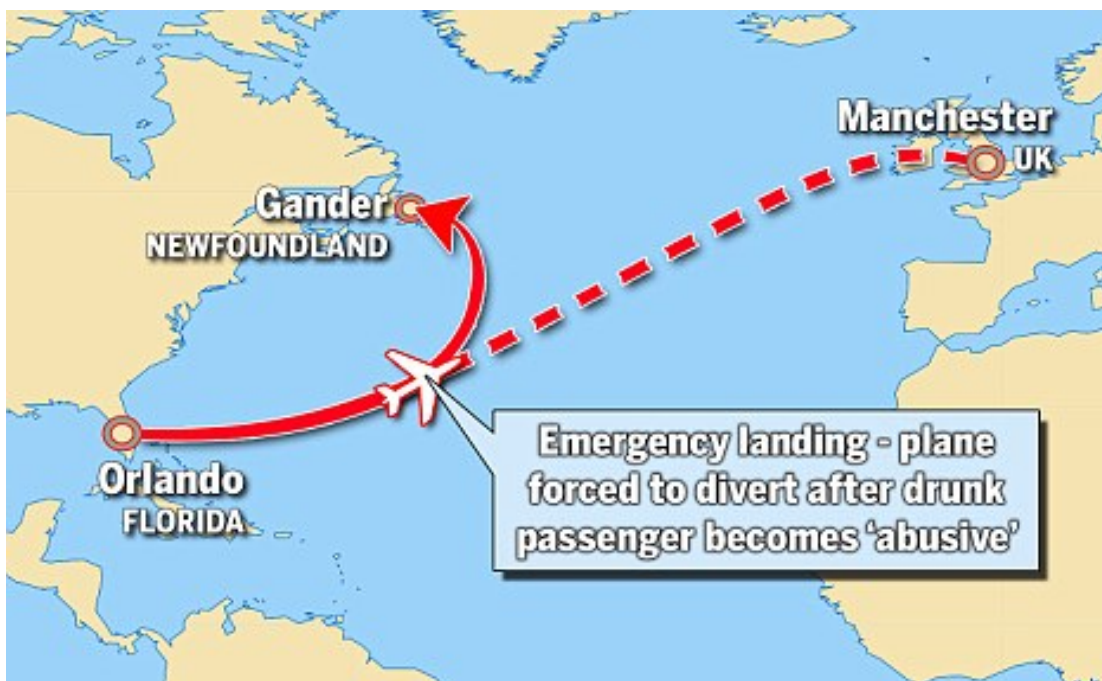 Manchester
UK
Gander
NEWFOUNDLAND
Orlando
FLORIDA
Emergency landing - plane
forced to divert after drunk
passenger becomes ‘abusive’